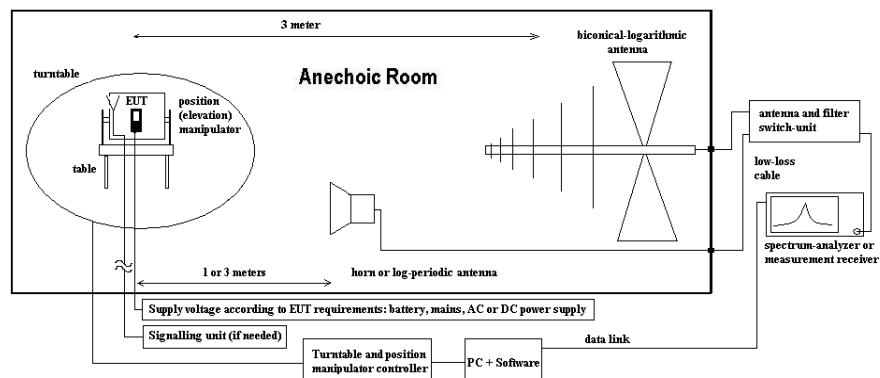 3 meter
biconical-logarithmic
antenna
turntable
Anechoic Room
EUT
position
(elevation)
manipulator
antenna and filter
switch-unit
table
low-loss
cable
spectrum-analyzer or
measurement receiver
1 or 3 meters
horn or log-periodic antenna
Supply voltage according to EUT requirements: battery, mains, AC or DC power supply
Signalling unit (if needed)
data link
Turntable and position
manipulator controller
PC + Software